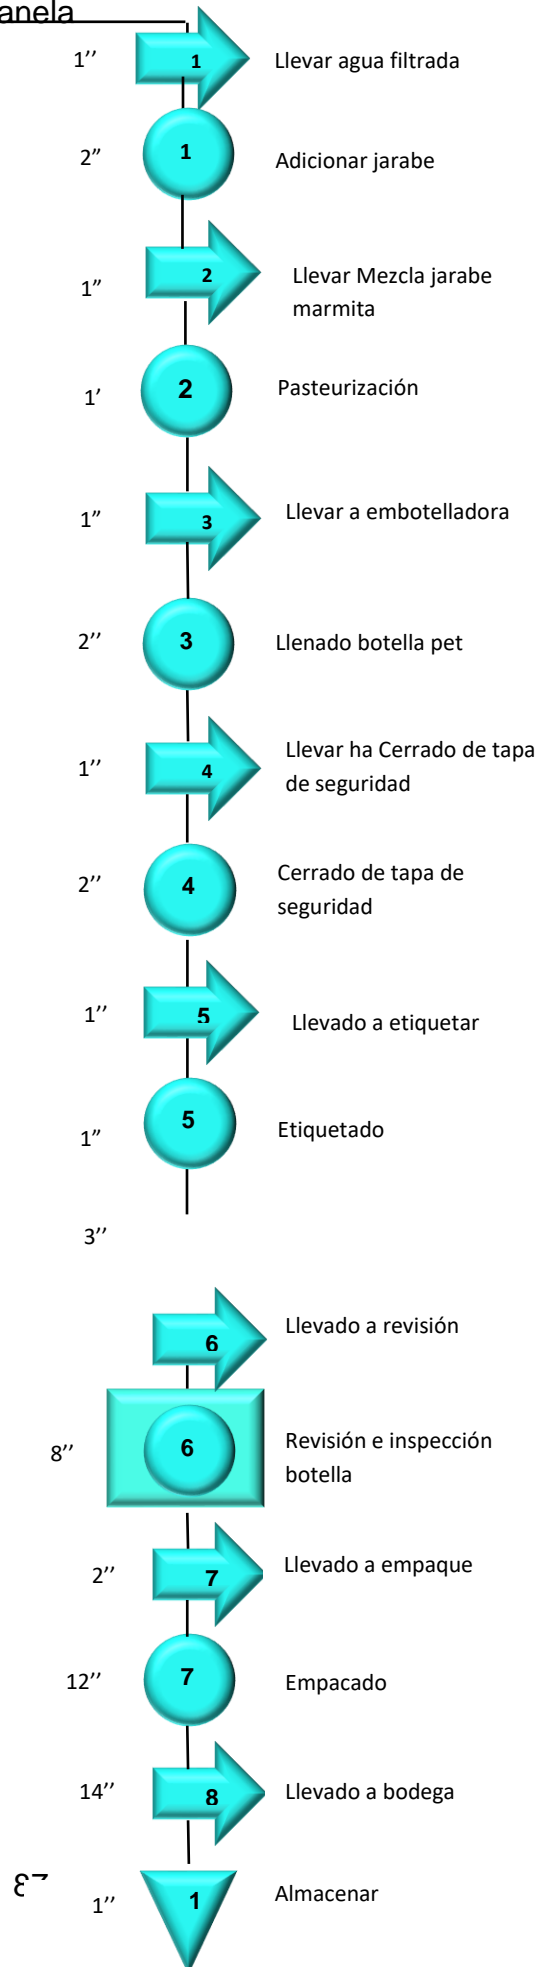 anela
1’’ 1 Llevar agua filtrada
2” 1 Adicionar jarabe
1” 2 Llevar Mezcla jarabe
marmita
1’ 2 Pasteurización
1” 3 Llevar a embotelladora
2’’ 3 Llenado botella pet
1’’ 4 Llevar ha Cerrado de tapa
de seguridad
2’’ 4 Cerrado de tapa de
seguridad
1’’ 5 Llevado a etiquetar
1” 5 Etiquetado
3’’
6 Llevado a revisión
8’’ 6 Revisión e inspección
botella
2’’ 7 Llevado a empaque
12’’ 7 Empacado
14’’ 8 Llevado a bodega
1’’ 1 Almacenar